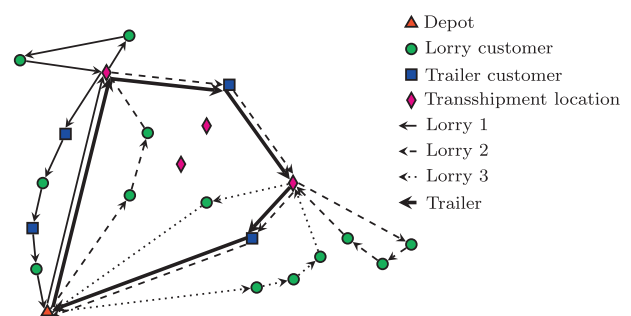 Depot
Lorry customer
Trailer customer
Transshipment location
Lorry 1
Lorry 2
Lorry 3
Trailer